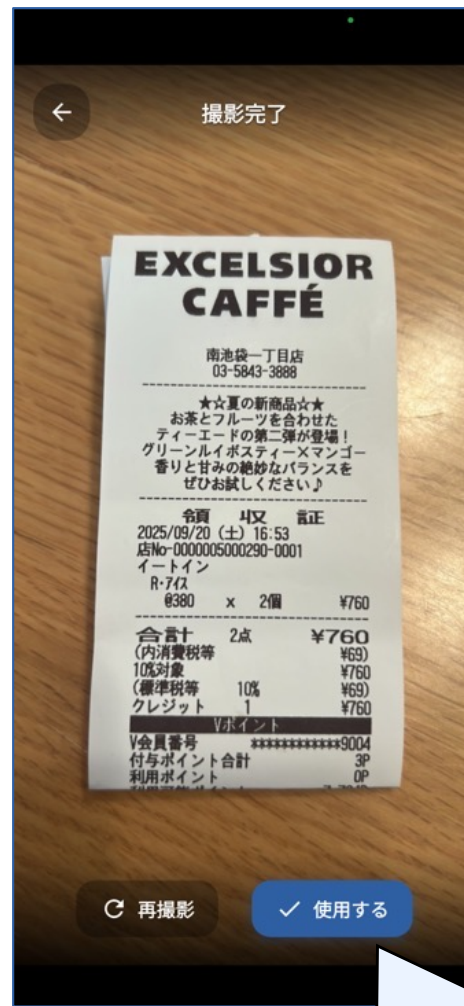 撮影完了
EXCELSIOR
CAFFÉ
南池袋一丁目店
03-5843-3888
★☆夏の新商品☆★
お茶とフルーツを合わせた
ティーエードの第二弾が登場！
グリーンルイボスティー×マンゴー
香りと甘みの絶妙なバランスを
ぜひお試しください♪
領 収 証
2025/09/20 (土) 16:53
店No-0000005000290-0001
イートイン
R・アイス
@380 x 2個 ¥760
合計 2点 ¥760
(内消費税等 ¥69)
10%対象 ¥760
(標準税等 10% ¥69)
クレジット 1 ¥760
Vポイント
V会員番号 ************9004
付与ポイント合計 3P
利用ポイント 0P
再撮影
使用する